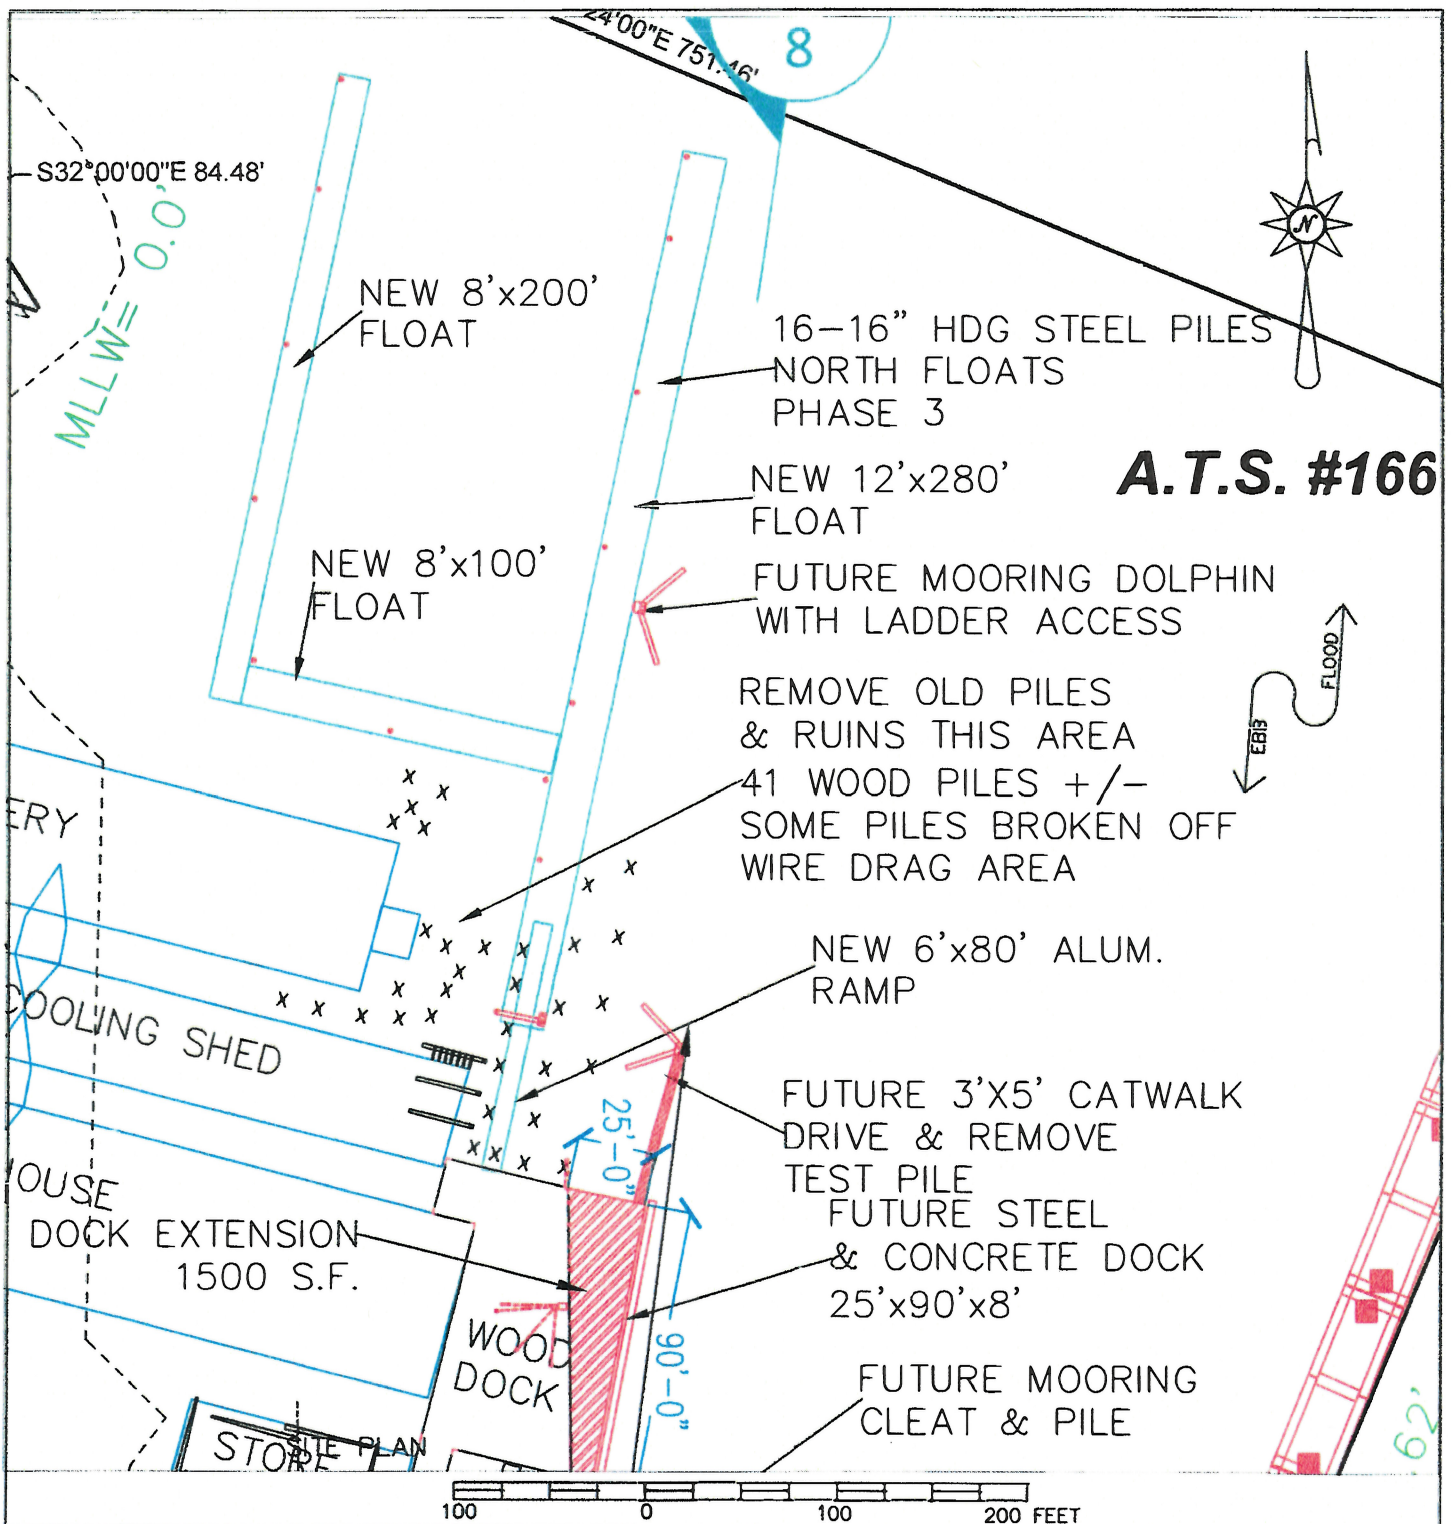 24'00"E 751.46'
8
S32°00'00"E 84.48'
MLLW= 0.0'
N
NEW 8'x200'
FLOAT
16-16" HDG STEEL PILES
NORTH FLOATS
PHASE 3
A.T.S. #166
NEW 12'x280'
FLOAT
NEW 8'x100'
FLOAT
FUTURE MOORING DOLPHIN
WITH LADDER ACCESS
FLOOD
EBB
REMOVE OLD PILES
& RUINS THIS AREA
41 WOOD PILES +/-
SOME PILES BROKEN OFF
WIRE DRAG AREA
ERY
NEW 6'x80' ALUM.
RAMP
COOLING SHED
FUTURE 3'X5' CATWALK
DRIVE & REMOVE
TEST PILE
25'-0"
OUSE
DOCK EXTENSION
1500 S.F.
FUTURE STEEL
& CONCRETE DOCK
25'x90'x8'
WOOD
DOCK
90'-0"
FUTURE MOORING
CLEAT & PILE
62'
STORE
SITE PLAN
100 0 100 200 FEET